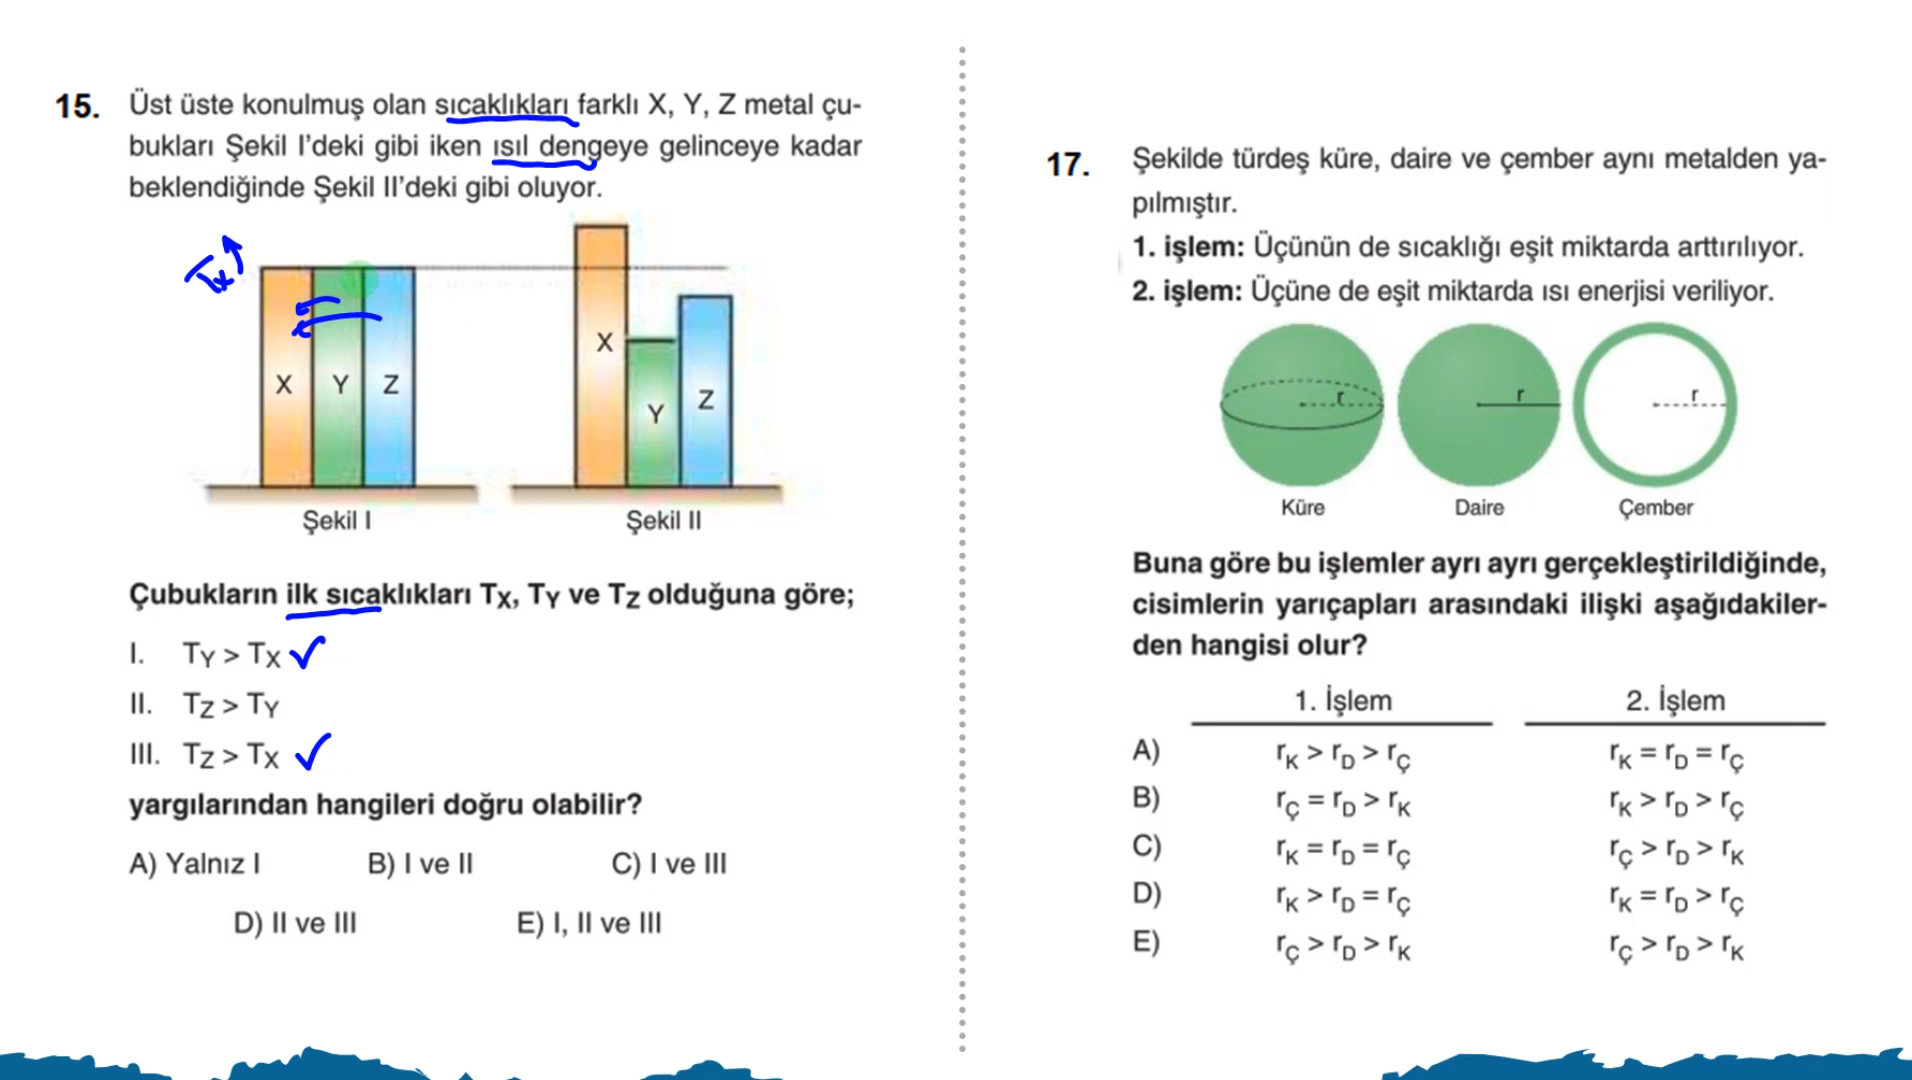 15. Üst üste konulmuş olan sıcaklıkları farklı X, Y, Z metal çu-
bukları Şekil I'deki gibi iken ısıl dengeye gelinceye kadar
beklendiğinde Şekil II'deki gibi oluyor.
Tx
X Y Z
X
Y
Z
Şekil I
Şekil II
Çubukların ilk sıcaklıkları TX, TY ve TZ olduğuna göre;
I. TY > TX
II. TZ > TY
III. TZ > TX
yargılarından hangileri doğru olabilir?
A) Yalnız I B) I ve II C) I ve III
D) II ve III E) I, II ve III
17. Şekilde türdeş küre, daire ve çember aynı metalden ya-
pılmıştır.
1. işlem: Üçünün de sıcaklığı eşit miktarda arttırılıyor.
2. işlem: Üçüne de eşit miktarda ısı enerjisi veriliyor.
r r r
Küre Daire Çember
Buna göre bu işlemler ayrı ayrı gerçekleştirildiğinde,
cisimlerin yarıçapları arasındaki ilişki aşağıdakiler-
den hangisi olur?
1. İşlem 2. İşlem
A) rK > rD > rÇ rK = rD = rÇ
B) rÇ = rD > rK rK > rD > rÇ
C) rK = rD = rÇ rÇ > rD > rK
D) rK > rD = rÇ rK = rD > rÇ
E) rÇ > rD > rK rÇ > rD > rK